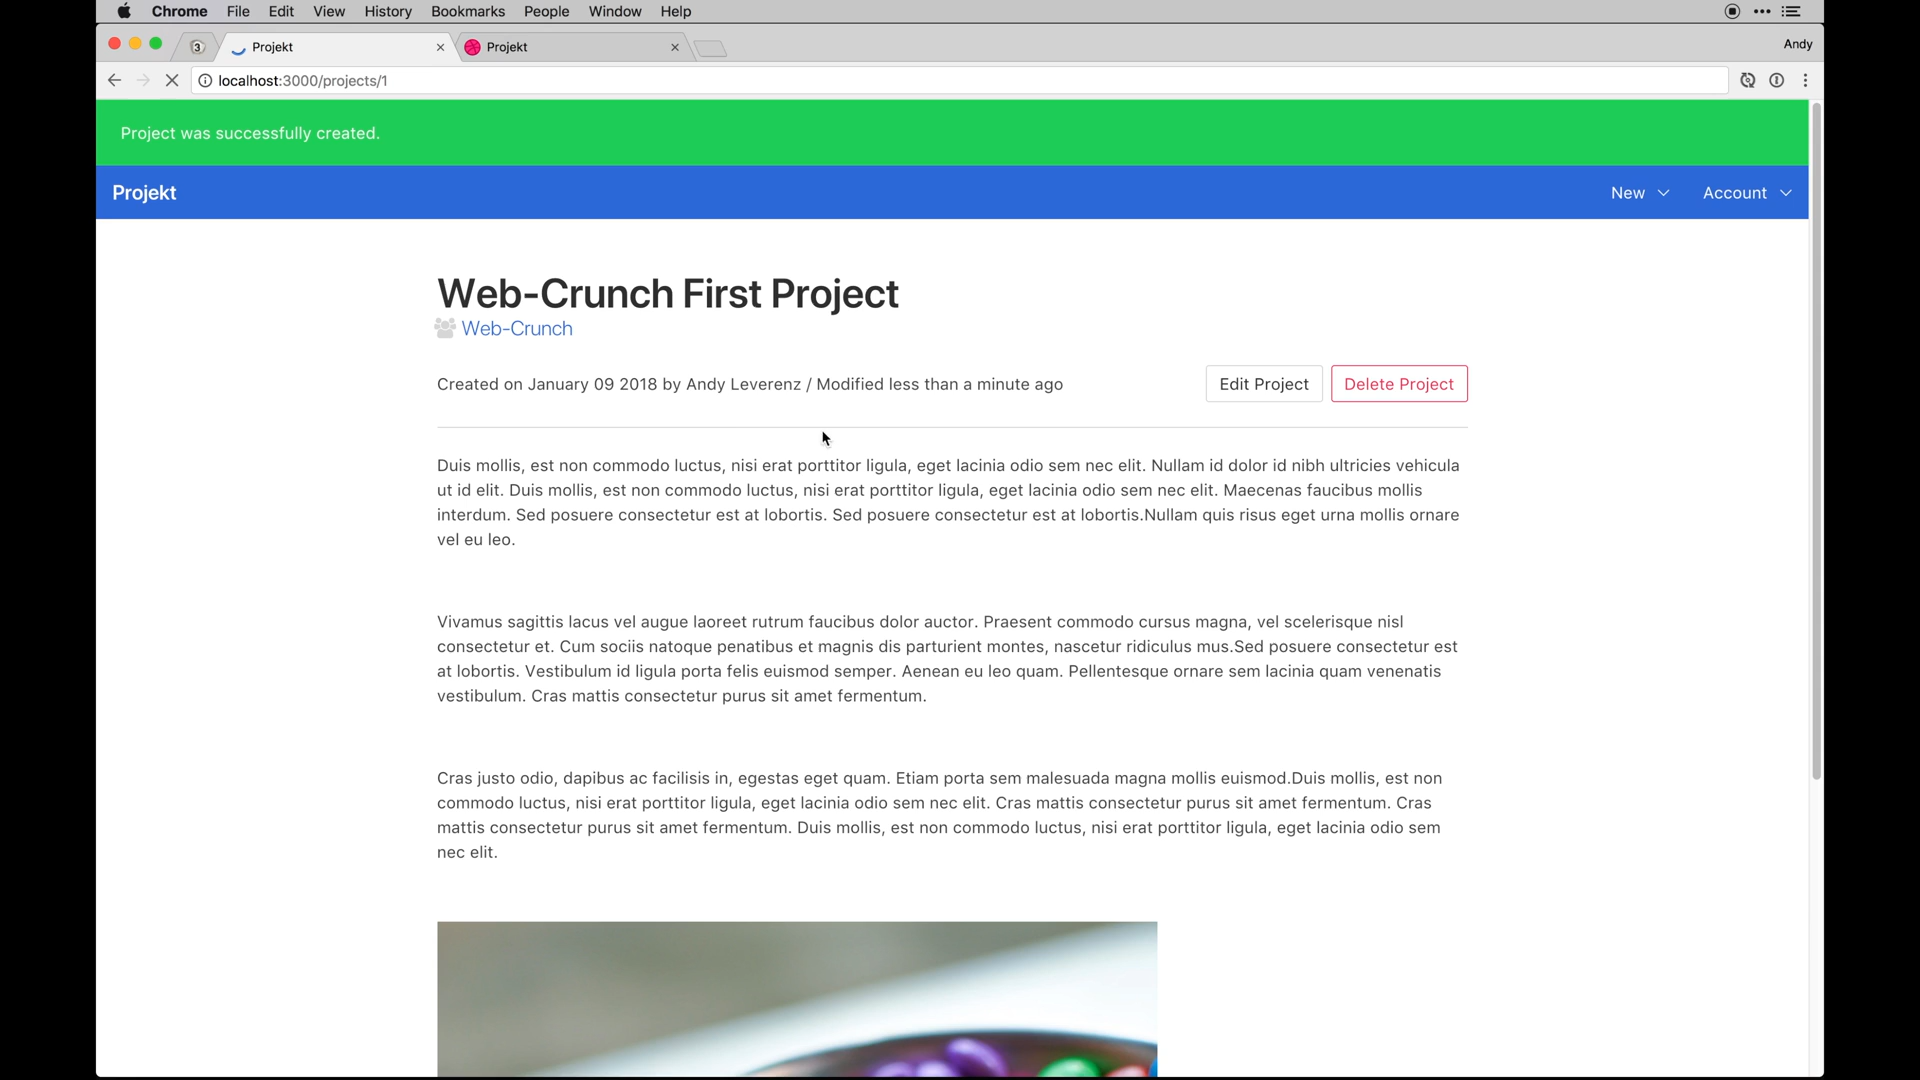 Chrome File Edit View History Bookmarks People Window Help
3 Projekt Projekt Andy
localhost:3000/projects/1
Project was successfully created.
Projekt New Account
Web-Crunch First Project
Web-Crunch
Created on January 09 2018 by Andy Leverenz / Modified less than a minute ago Edit Project Delete Project
Duis mollis, est non commodo luctus, nisi erat porttitor ligula, eget lacinia odio sem nec elit. Nullam id dolor id nibh ultricies vehicula
ut id elit. Duis mollis, est non commodo luctus, nisi erat porttitor ligula, eget lacinia odio sem nec elit. Maecenas faucibus mollis
interdum. Sed posuere consectetur est at lobortis. Sed posuere consectetur est at lobortis.Nullam quis risus eget urna mollis ornare
vel eu leo.
Vivamus sagittis lacus vel augue laoreet rutrum faucibus dolor auctor. Praesent commodo cursus magna, vel scelerisque nisl
consectetur et. Cum sociis natoque penatibus et magnis dis parturient montes, nascetur ridiculus mus.Sed posuere consectetur est
at lobortis. Vestibulum id ligula porta felis euismod semper. Aenean eu leo quam. Pellentesque ornare sem lacinia quam venenatis
vestibulum. Cras mattis consectetur purus sit amet fermentum.
Cras justo odio, dapibus ac facilisis in, egestas eget quam. Etiam porta sem malesuada magna mollis euismod.Duis mollis, est non
commodo luctus, nisi erat porttitor ligula, eget lacinia odio sem nec elit. Cras mattis consectetur purus sit amet fermentum. Cras
mattis consectetur purus sit amet fermentum. Duis mollis, est non commodo luctus, nisi erat porttitor ligula, eget lacinia odio sem
nec elit.